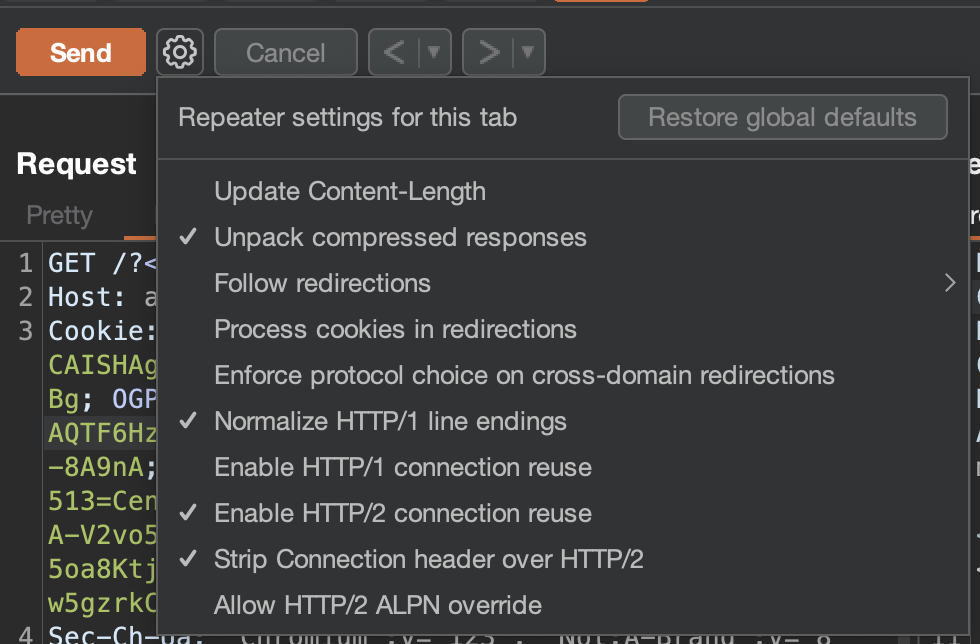 Send
Cancel
Repeater settings for this tab
Restore global defaults
Request
Pretty
Update Content-Length
Unpack compressed responses
Follow redirections
Process cookies in redirections
Enforce protocol choice on cross-domain redirections
Normalize HTTP/1 line endings
Enable HTTP/1 connection reuse
Enable HTTP/2 connection reuse
Strip Connection header over HTTP/2
Allow HTTP/2 ALPN override
1 GET /?<
2 Host: a
3 Cookie:
CAISHAg
Bg; OGP
AQTF6Hz
-8A9nA;
513=Cen
A-V2vo5
5oa8Ktj
w5gzrkC
4 Sec-Ch-Ua: